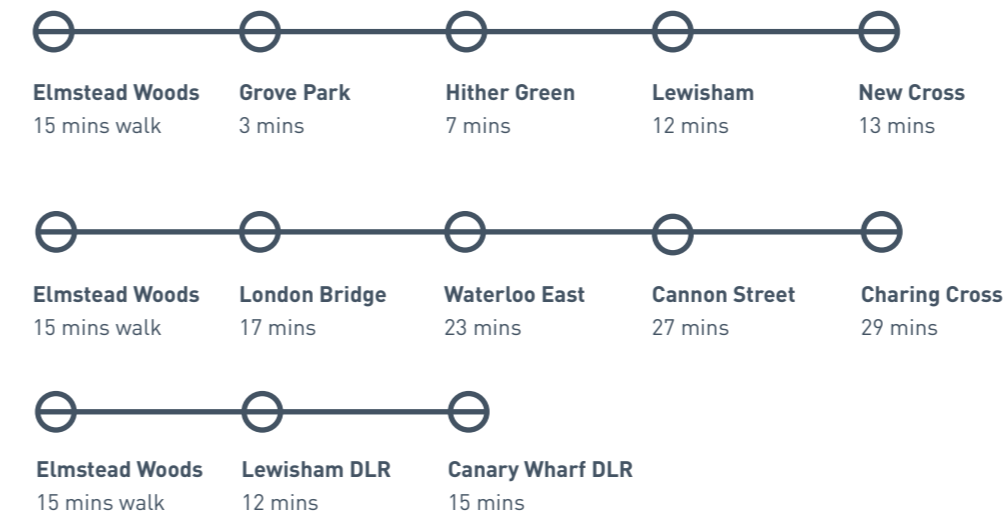 Elmstead Woods Grove Park Hither Green Lewisham New Cross
15 mins walk 3 mins 7 mins 12 mins 13 mins
Elmstead Woods London Bridge Waterloo East Cannon Street Charing Cross
15 mins walk 17 mins 23 mins 27 mins 29 mins
Elmstead Woods Lewisham DLR Canary Wharf DLR
15 mins walk 12 mins 15 mins